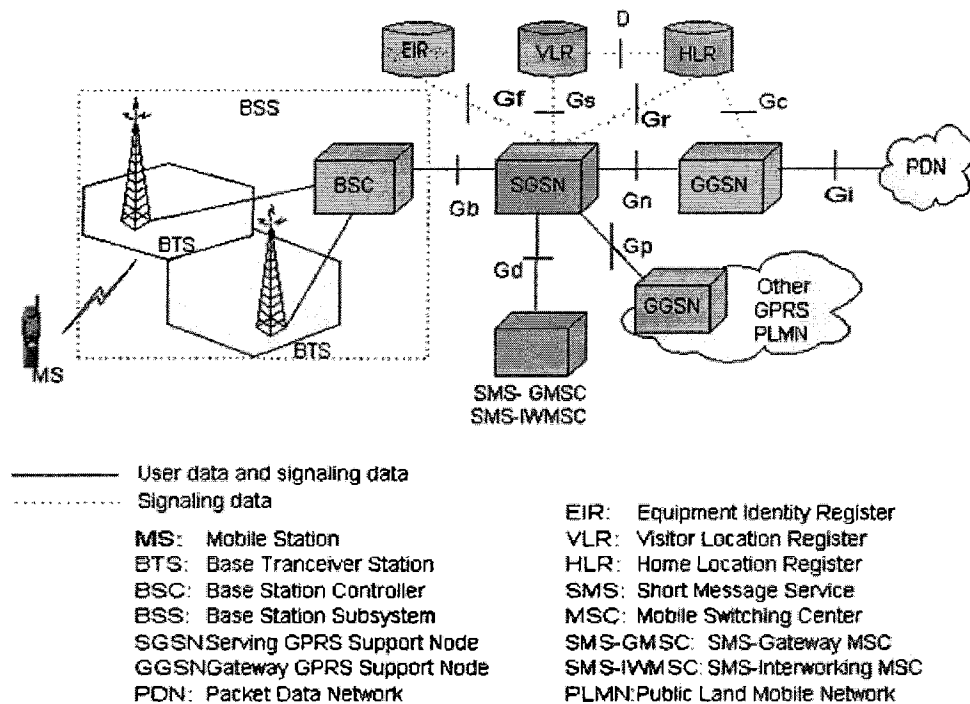 D
EIR
VLR
HLR
BSS
Gf
Gs
Gr
Gc
BSC
SGSN
GGSN
PDN
Gb
Gn
Gi
BTS
Gp
Gd
GGSN
Other
GPRS
PLMN
BTS
MS
SMS- GMSC
SMS-IWMSC
User data and signaling data
Signaling data
MS: Mobile Station
BTS: Base Tranceiver Station
BSC: Base Station Controller
BSS: Base Station Subsystem
SGSNServing GPRS Support Node
GGSNGateway GPRS Support Node
PDN: Packet Data Network
EIR: Equipment Identity Register
VLR: Visitor Location Register
HLR: Home Location Register
SMS: Short Message Service
MSC: Mobile Switching Center
SMS-GMSC: SMS-Gateway MSC
SMS-IWMSC: SMS-Interworking MSC
PLMN:Public Land Mobile Network